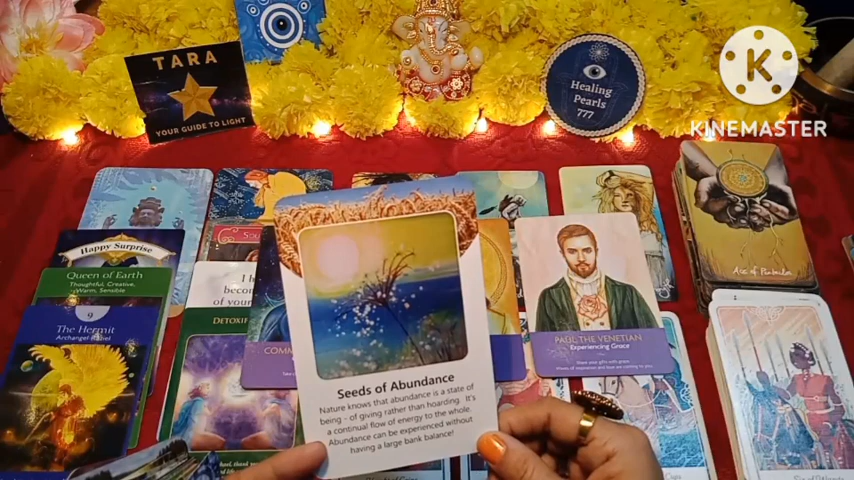 TARA
YOUR GUIDE TO LIGHT
Healing
Pearls
777
K
KINEMASTER
Happy Surprise
Queen of Earth
Thoughtful, Creative,
Warm, Sensible
9
The Hermit
Archangel Raziel
DETOXIF
Seeds of Abundance
Nature knows that abundance is a state of
being - of giving rather than hoarding. It's
a continual flow of energy to the whole.
Abundance can be experienced without
having a large bank balance!
PAUL THE VENETIAN
Experiencing Grace
Ace of Pentacles